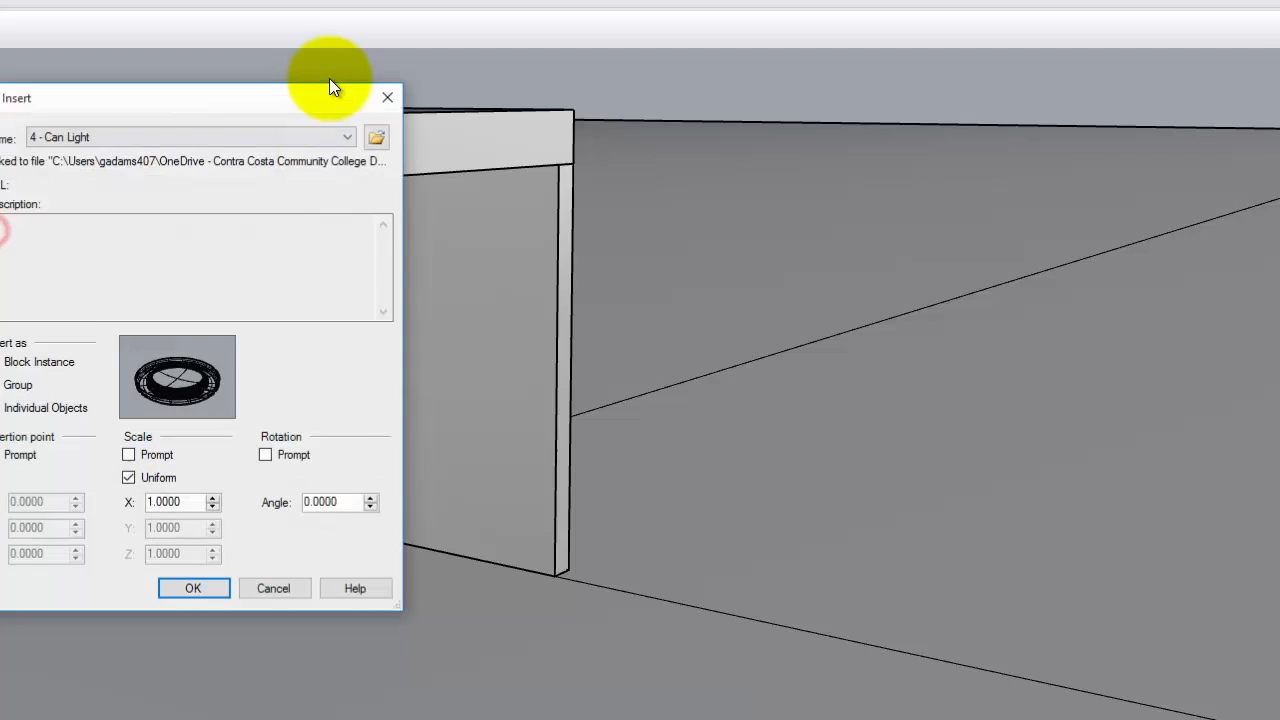 Insert
me: 4 - Can Light
ked to file "C:\Users\gadams407\OneDrive - Contra Costa Community College D...
L:
scription:
ert as
Block Instance
Group
Individual Objects
ertion point Scale Rotation
Prompt Prompt Prompt
Uniform
0.0000 X: 1.0000 Angle: 0.0000
0.0000 Y: 1.0000
0.0000 Z: 1.0000
OK Cancel Help